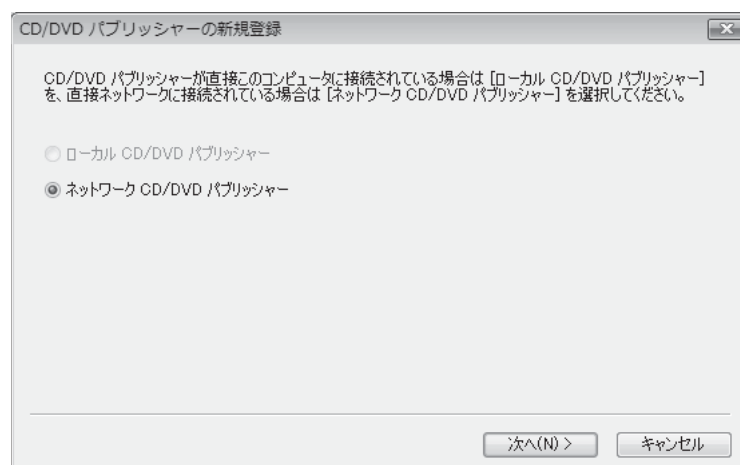 CD/DVD パブリッシャーの新規登録
CD/DVD パブリッシャーが直接このコンピュータに接続されている場合は [ローカル CD/DVD パブリッシャー]
を、直接ネットワークに接続されている場合は [ネットワーク CD/DVD パブリッシャー] を選択してください。
ローカル CD/DVD パブリッシャー
ネットワーク CD/DVD パブリッシャー
次へ(N) > キャンセル